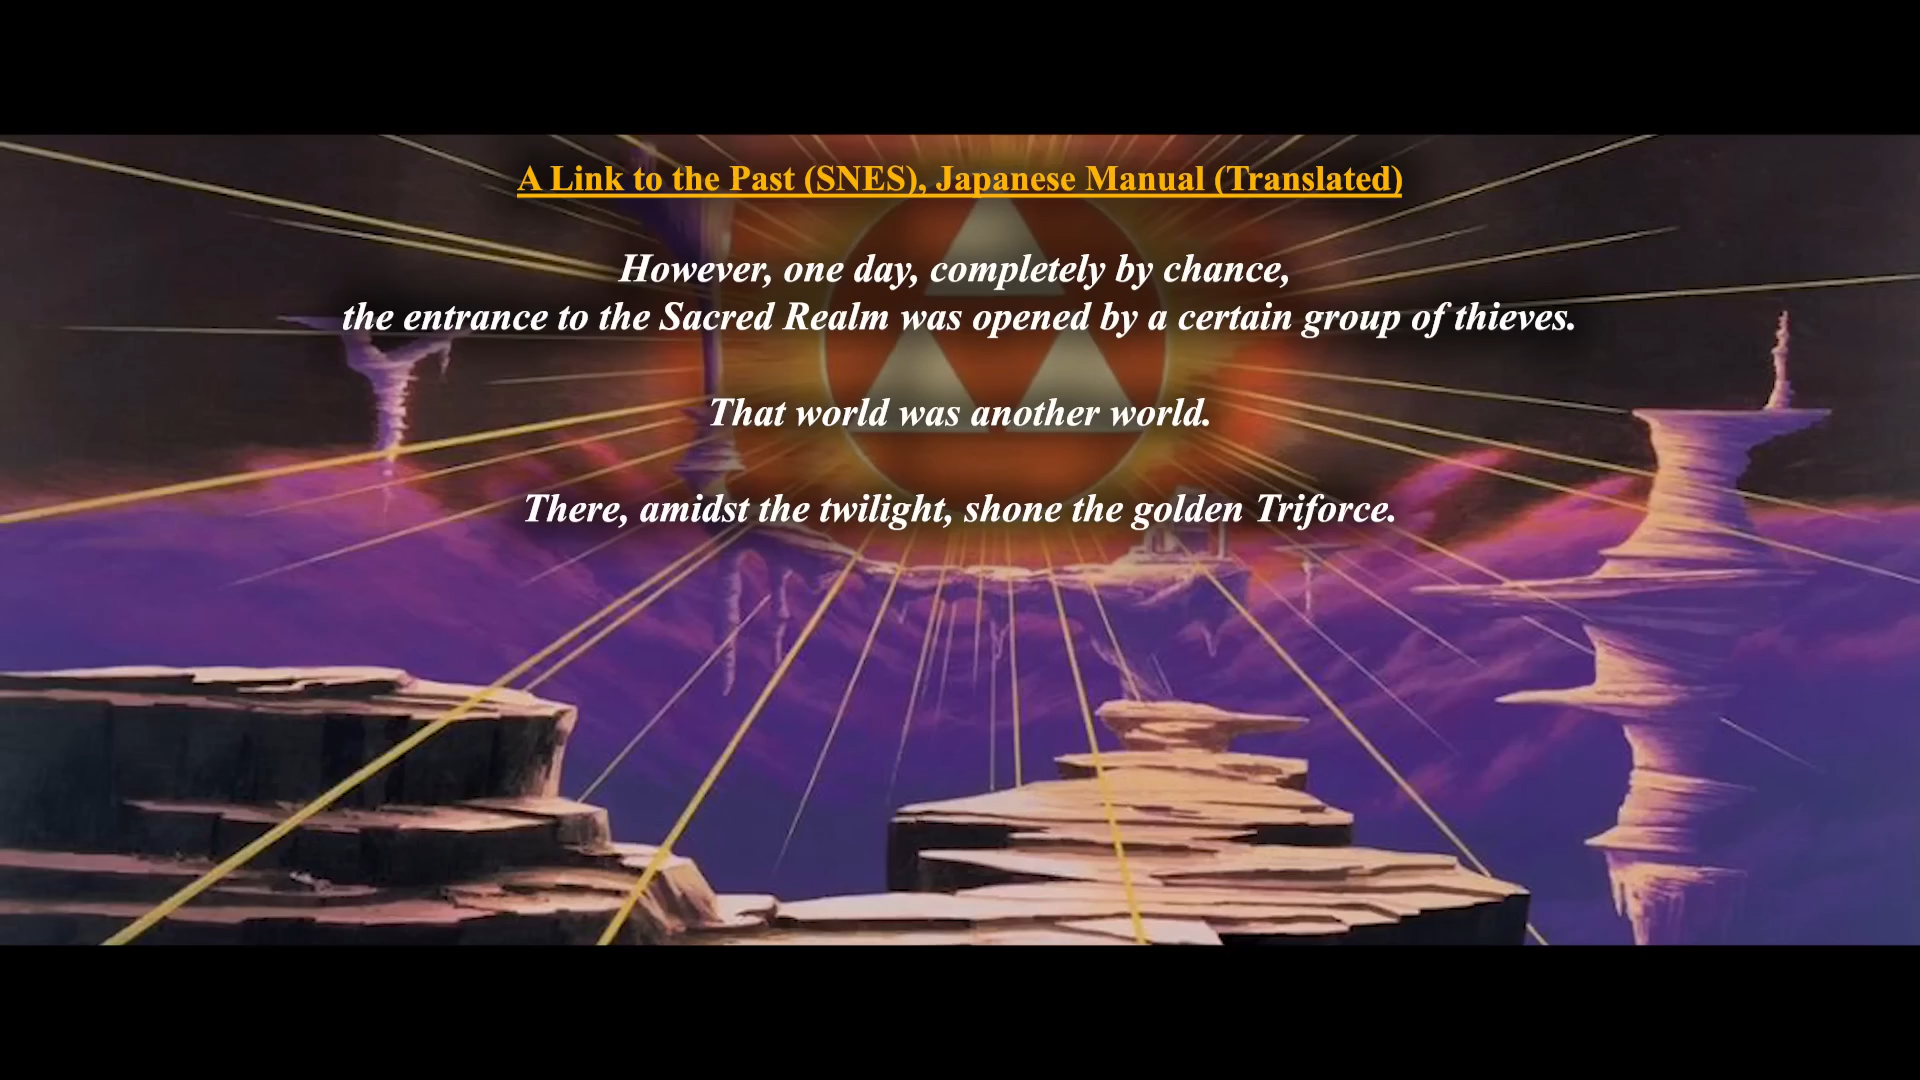 A Link to the Past (SNES), Japanese Manual (Translated)
However, one day, completely by chance,
the entrance to the Sacred Realm was opened by a certain group of thieves.
That world was another world.
There, amidst the twilight, shone the golden Triforce.